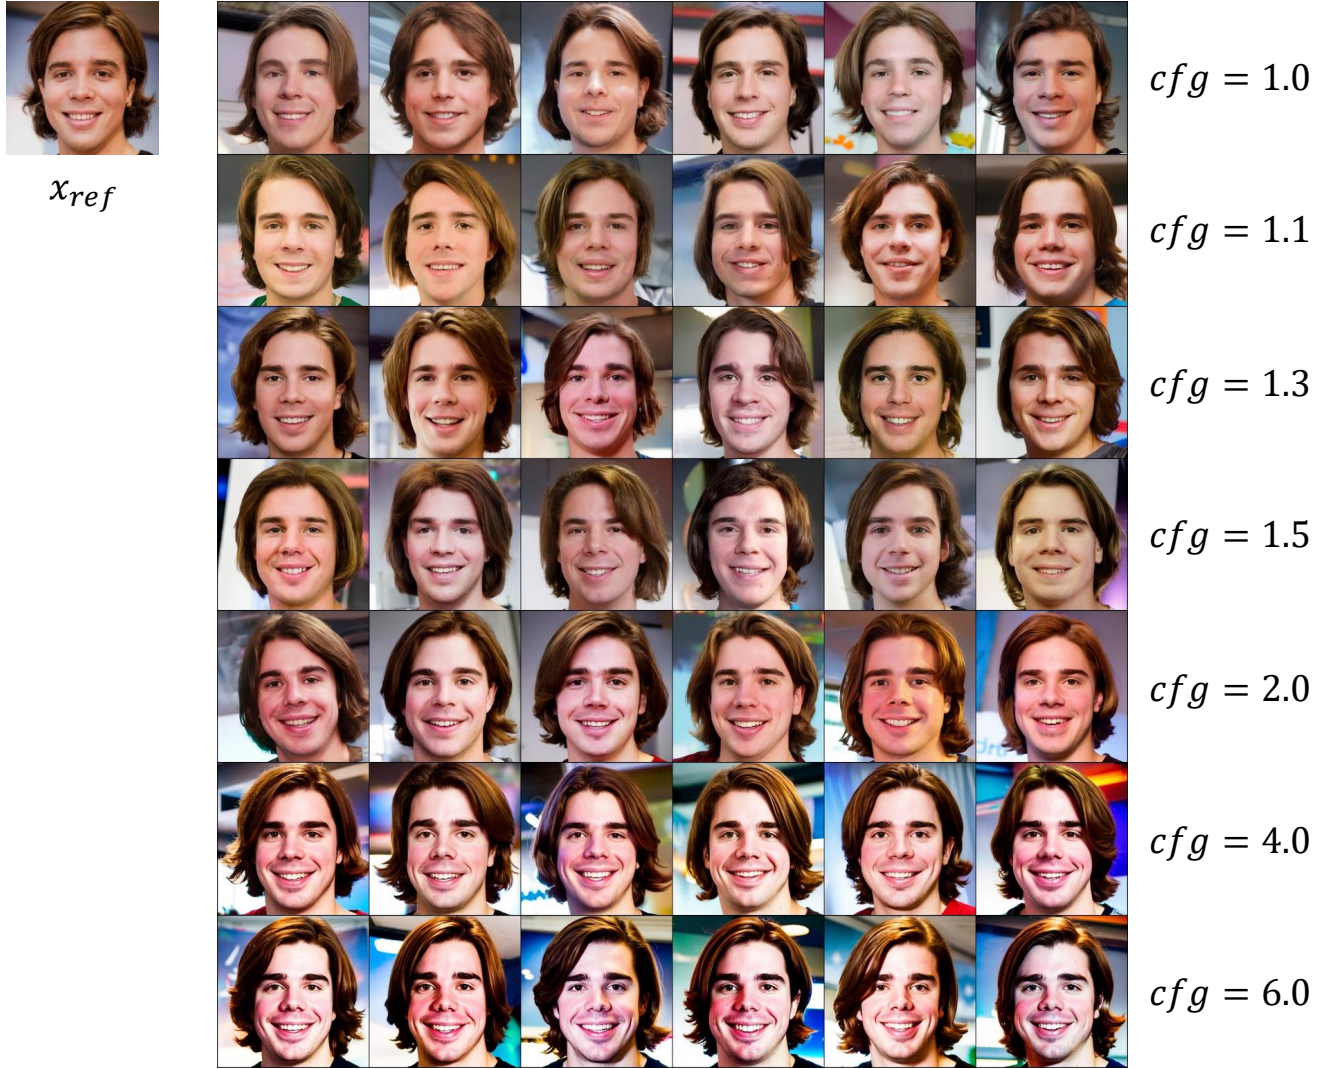 x_ref
cfg = 1.0
cfg = 1.1
cfg = 1.3
cfg = 1.5
cfg = 2.0
cfg = 4.0
cfg = 6.0